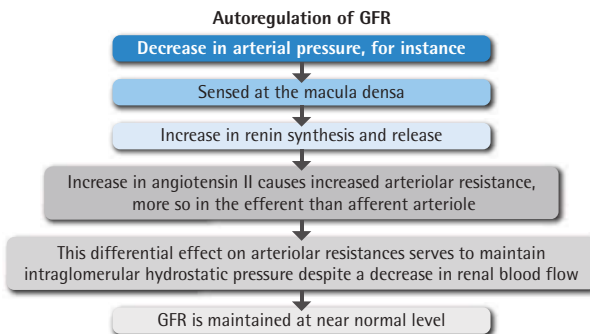 Autoregulation of GFR
Decrease in arterial pressure, for instance
Sensed at the macula densa
Increase in renin synthesis and release
Increase in angiotensin II causes increased arteriolar resistance,
more so in the efferent than afferent arteriole
This differential effect on arteriolar resistances serves to maintain
intraglomerular hydrostatic pressure despite a decrease in renal blood flow
GFR is maintained at near normal level